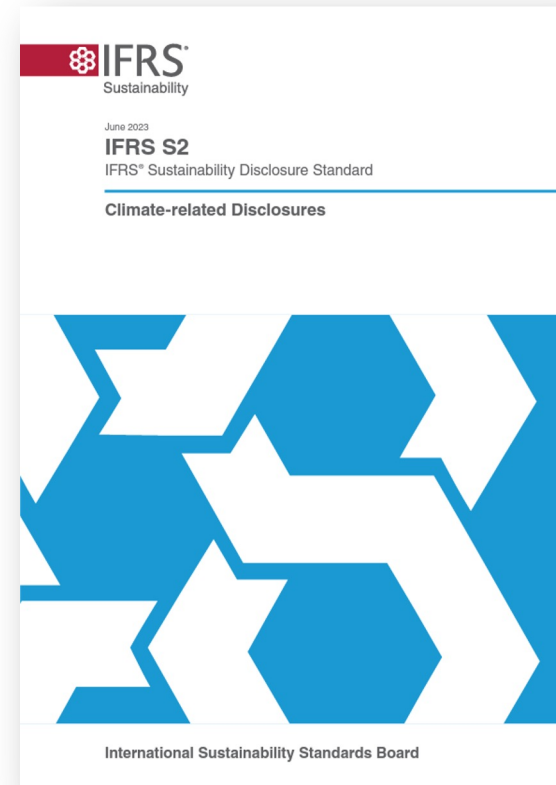 IFRS®
Sustainability
June 2023
IFRS S2
IFRS® Sustainability Disclosure Standard
Climate-related Disclosures
International Sustainability Standards Board